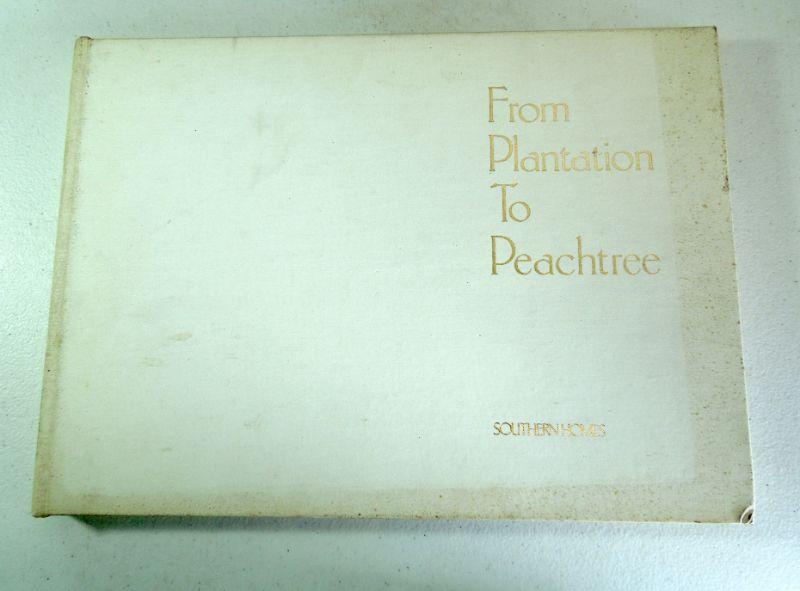 From
Plantation
To
Peachtree
SOUTHERN HOMES